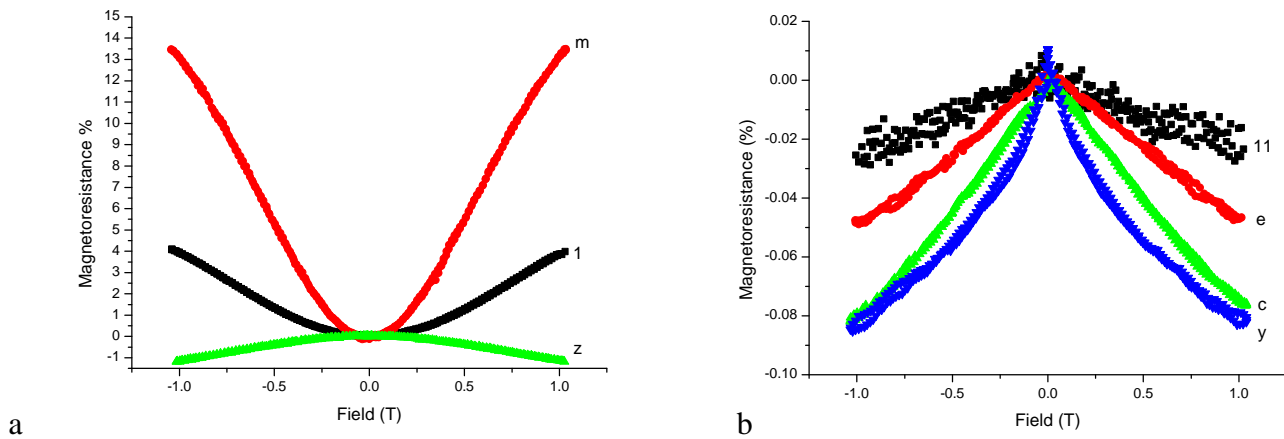 15
14
13
12
11
10
9
8
7
6
5
4
3
2
1
0
-1
Magnetoresistance %
m
1
z
-1.0 -0.5 0.0 0.5 1.0
Field (T)
a
0.02
0.00
-0.02
-0.04
-0.06
-0.08
-0.10
Magnetoresistance (%)
11
e
c
y
-1.0 -0.5 0.0 0.5 1.0
Field (T)
b